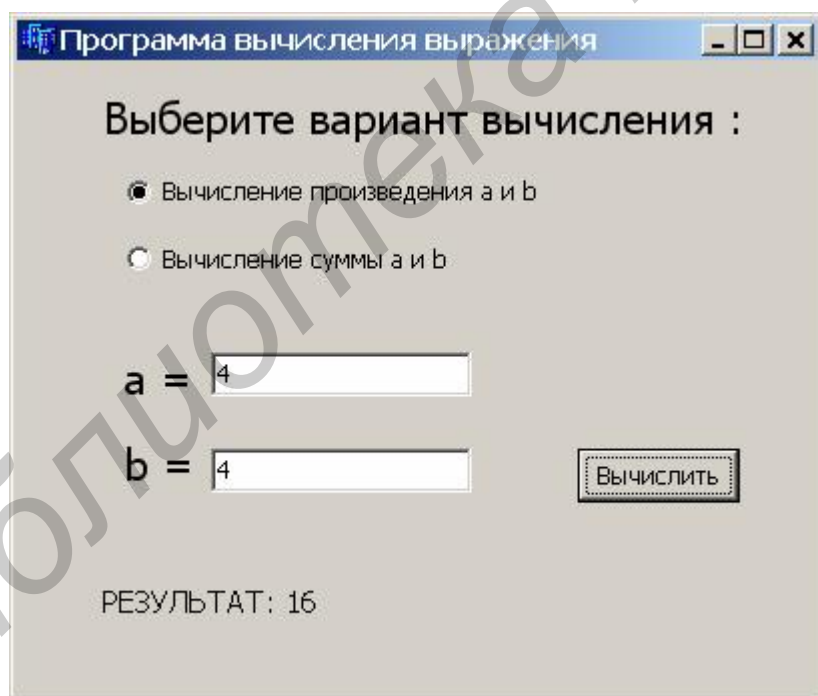 Программа вычисления выражения
Выберите вариант вычисления :
Вычисление произведения a и b
Вычисление суммы a и b
a = 4
b = 4
Вычислить
РЕЗУЛЬТАТ: 16